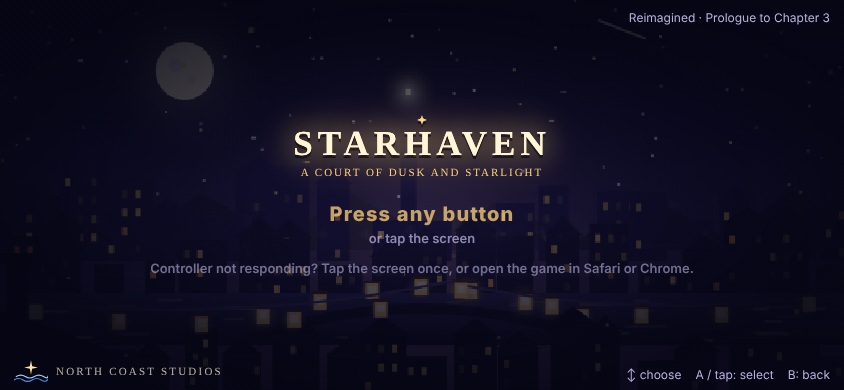 Reimagined · Prologue to Chapter 3
STARHAVEN
A COURT OF DUSK AND STARLIGHT
Press any button
or tap the screen
Controller not responding? Tap the screen once, or open the game in Safari or Chrome.
NORTH COAST STUDIOS
↕ choose A / tap: select B: back